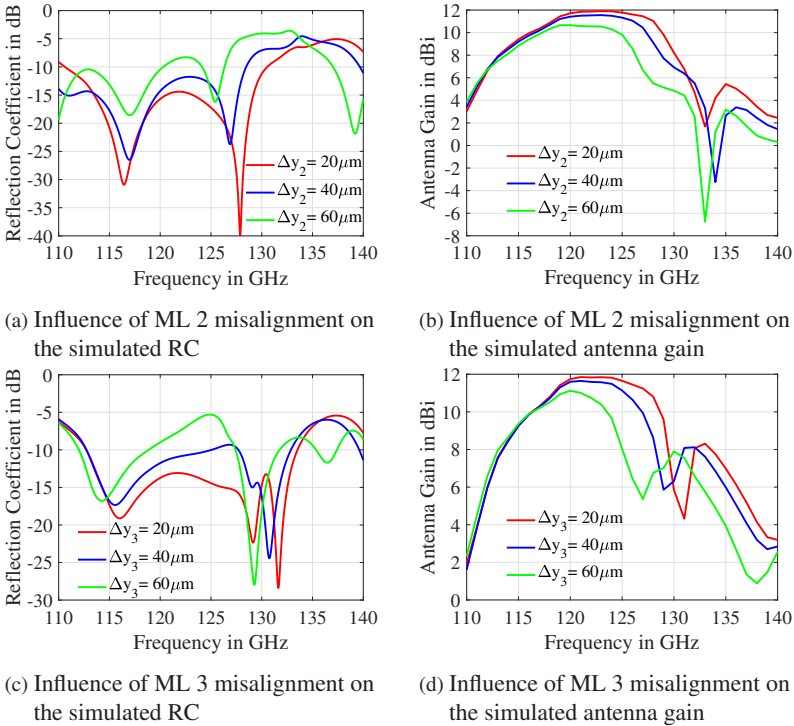 0
-5
-10
-15
-20
-25
-30
-35
-40
110 115 120 125 130 135 140
Reflection Coefficient in dB
Frequency in GHz
Δy2= 20μm
Δy2= 40μm
Δy2= 60μm
12
10
8
6
4
2
0
-2
-4
-6
-8
110 115 120 125 130 135 140
Antenna Gain in dBi
Frequency in GHz
Δy2= 20μm
Δy2= 40μm
Δy2= 60μm
(a) Influence of ML 2 misalignment on
the simulated RC
(b) Influence of ML 2 misalignment on
the simulated antenna gain
0
-5
-10
-15
-20
-25
-30
110 115 120 125 130 135 140
Reflection Coefficient in dB
Frequency in GHz
Δy3= 20μm
Δy3= 40μm
Δy3= 60μm
12
10
8
6
4
2
0
110 115 120 125 130 135 140
Antenna Gain in dBi
Frequency in GHz
Δy3= 20μm
Δy3= 40μm
Δy3= 60μm
(c) Influence of ML 3 misalignment on
the simulated RC
(d) Influence of ML 3 misalignment on
the simulated antenna gain